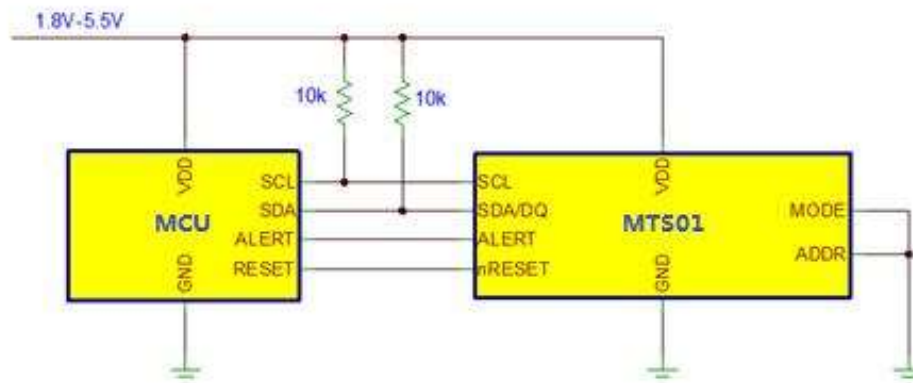 1.8V-5.5V
10k
10k
VDD
SCL
SDA
ALERT
RESET
MCU
GND
VDD
SCL
SDA/DQ
ALERT
nRESET
MTS01
MODE
ADDR
GND